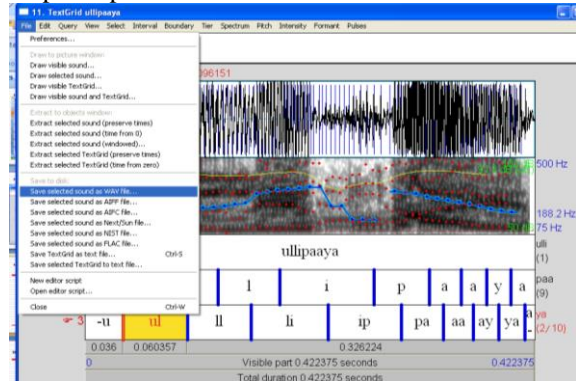 11. TextGrid ullipaaya
File Edit Query View Select Interval Boundary Tier Spectrum Pitch Intensity Formant Pulses
Preferences...
Draw to picture window:
Draw visible sound...
Draw selected sound...
Draw visible TextGrid...
Draw visible sound and TextGrid...
096151
Extract to objects window:
Extract selected sound (preserve times)
Extract selected sound (time from 0)
Extract selected sound (windowed)...
Extract selected TextGrid (preserve times)
Extract selected TextGrid (time from zero)
500 Hz
Save to disk:
Save selected sound as WAV file...
Save selected sound as AIFF file...
Save selected sound as AIFC file...
Save selected sound as Next/Sun file...
Save selected sound as NIST file...
Save selected sound as FLAC file...
Save TextGrid as text file... Ctrl-S
Save selected TextGrid to text file...
188.2 Hz
75 Hz
ullipaaya
ulli
(1)
New editor script
Open editor script...
Close Ctrl-W
l i p a a y a
paa
(9)
3 -u ul ll li ip pa aa ay ya a-
ya
(2/10)
0.036 0.060357 0.326224
0 Visible part 0.422375 seconds 0.422375
Total duration 0.422375 seconds